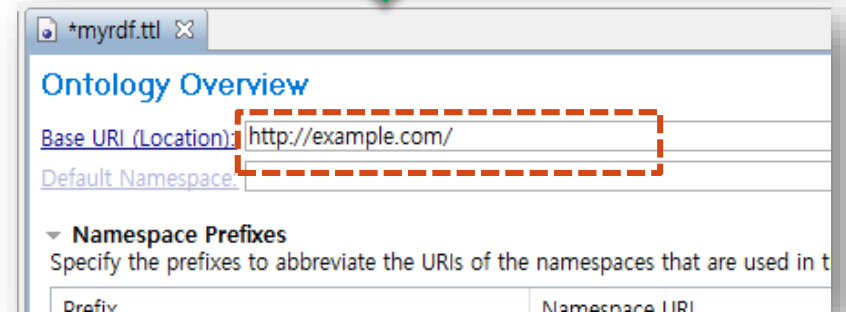 *myrdf.ttl
Ontology Overview
Base URI (Location): http://example.com/
Default Namespace:
Namespace Prefixes
Specify the prefixes to abbreviate the URIs of the namespaces that are used in
Prefix Namespace URI